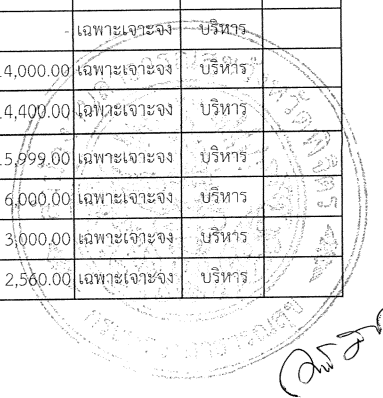 - เฉพาะเจาะจง บริหาร
4,000.00 เฉพาะเจาะจง บริหาร
4,400.00 เฉพาะเจาะจง บริหาร
5,999.00 เฉพาะเจาะจง บริหาร
6,000.00 เฉพาะเจาะจง บริหาร
3,000.00 เฉพาะเจาะจง บริหาร
2,560.00 เฉพาะเจาะจง บริหาร